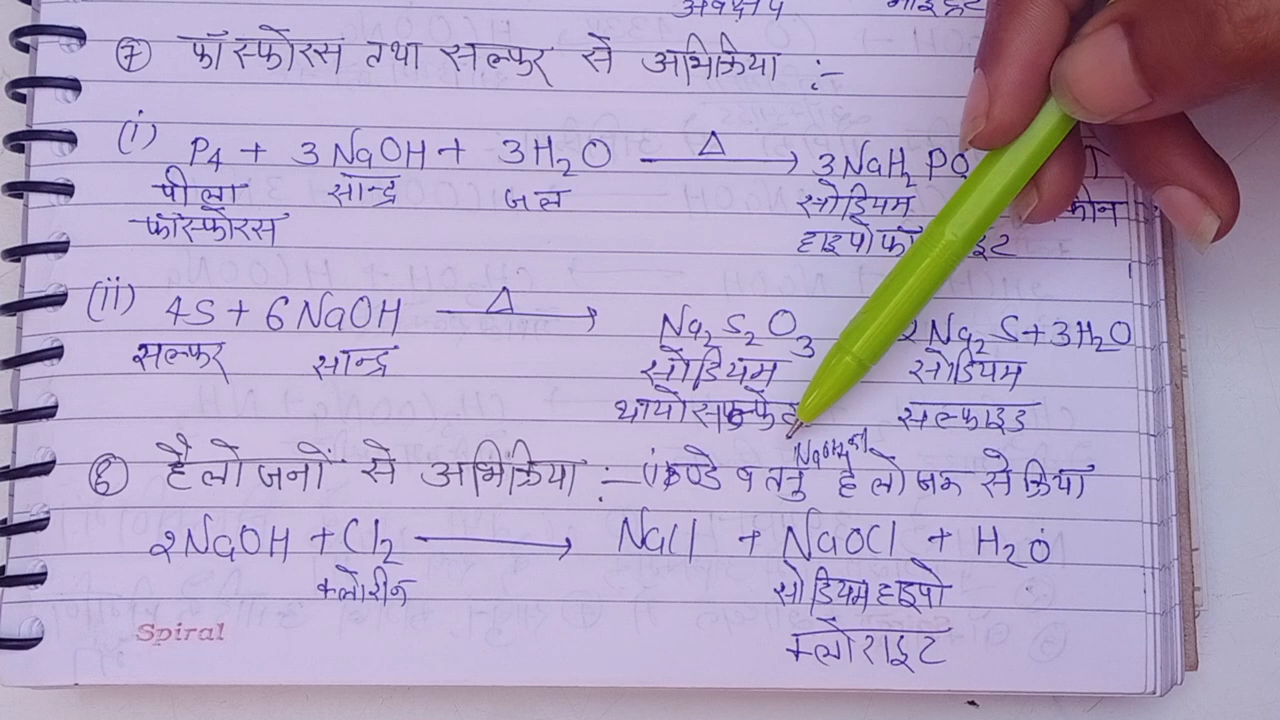 अवक्षेप
⑦ फॉस्फोरस तथा सल्फर से अभिक्रिया :-
(i) P4 + 3NaOH + 3H2O —Δ→ 3NaH2PO
पीला सान्द्र जल सोडियम फीन
फॉस्फोरस हाइपोफॉ इट
(ii) 4S + 6NaOH —Δ→ Na2S2O3 2Na2S + 3H2O
सल्फर सान्द्र सोडियम सोडियम
थायोसल्फेट सल्फाइड
NaOH की
⑧ हैलोजनों से अभिक्रिया :- (i) ठण्डे व तनु हैलोजन से क्रिया
2NaOH + Cl2 → NaCl + NaOCl + H2O
क्लोरीन सोडियम हाइपो
क्लोराइट
Spiral